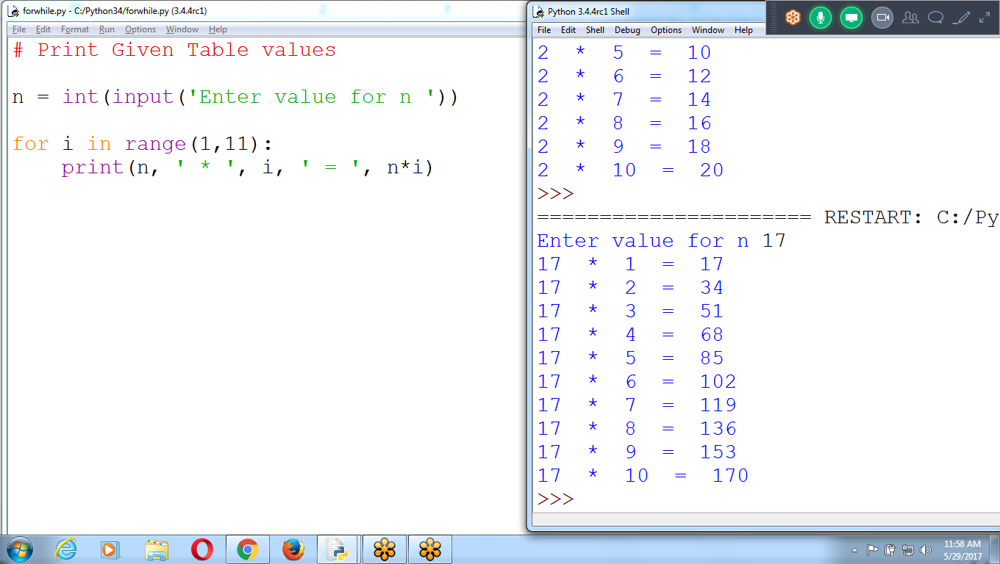 forwhile.py - C:/Python34/forwhile.py (3.4.4rc1)
File Edit Format Run Options Window Help
# Print Given Table values
n = int(input('Enter value for n '))
for i in range(1,11):
    print(n, ' * ', i, ' = ', n*i)
Python 3.4.4rc1 Shell
File Edit Shell Debug Options Window Help
2  *  5  =  10
2  *  6  =  12
2  *  7  =  14
2  *  8  =  16
2  *  9  =  18
2  *  10  =  20
>>>
====================== RESTART: C:/Py
Enter value for n 17
17  *  1  =  17
17  *  2  =  34
17  *  3  =  51
17  *  4  =  68
17  *  5  =  85
17  *  6  =  102
17  *  7  =  119
17  *  8  =  136
17  *  9  =  153
17  *  10  =  170
>>>
11:58 AM
5/29/2017